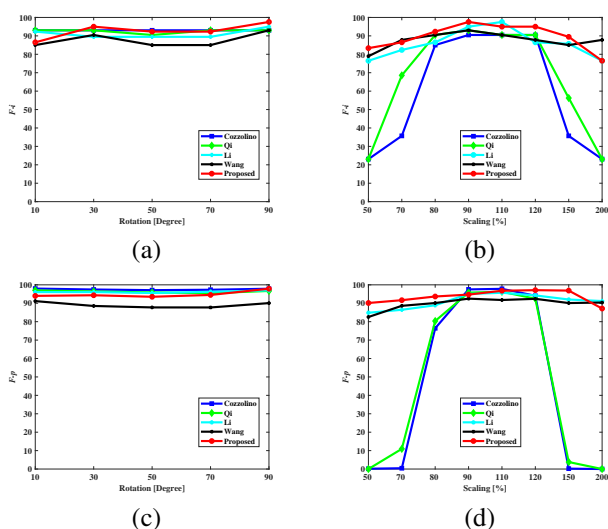 100
90
80
70
60
50
40
30
20
10
0
F-i
Cozzolino
Qi
Li
Wang
Proposed
10 30 50 70 90
Rotation [Degree]
(a)
100
90
80
70
60
50
40
30
20
10
0
F-i
Cozzolino
Qi
Li
Wang
Proposed
50 70 80 90 110 120 150 200
Scaling [%]
(b)
100
90
80
70
60
50
40
30
20
10
0
F-p
Cozzolino
Qi
Li
Wang
Proposed
10 30 50 70 90
Rotation [Degree]
(c)
100
90
80
70
60
50
40
30
20
10
0
F-p
Cozzolino
Qi
Li
Wang
Proposed
50 70 80 90 110 120 150 200
Scaling [%]
(d)